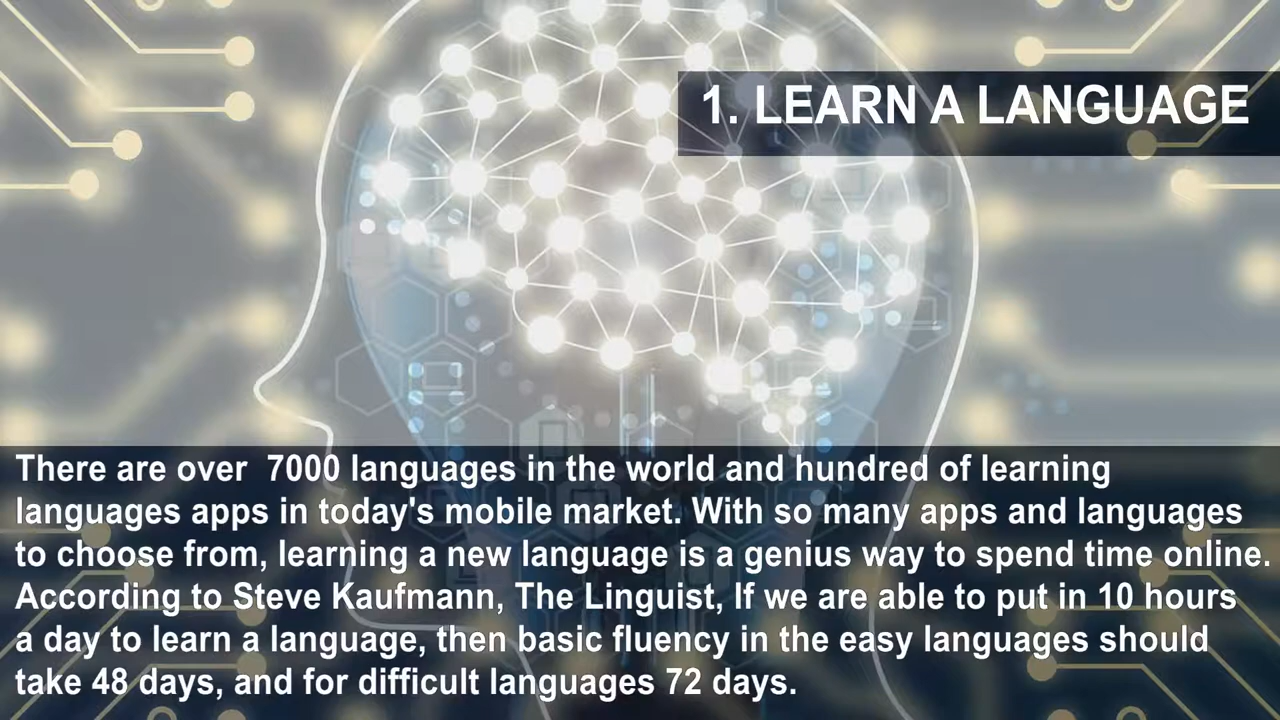 1. LEARN A LANGUAGE
There are over  7000 languages in the world and hundred of learning
languages apps in today's mobile market. With so many apps and languages
to choose from, learning a new language is a genius way to spend time online.
According to Steve Kaufmann, The Linguist, If we are able to put in 10 hours
a day to learn a language, then basic fluency in the easy languages should
take 48 days, and for difficult languages 72 days.